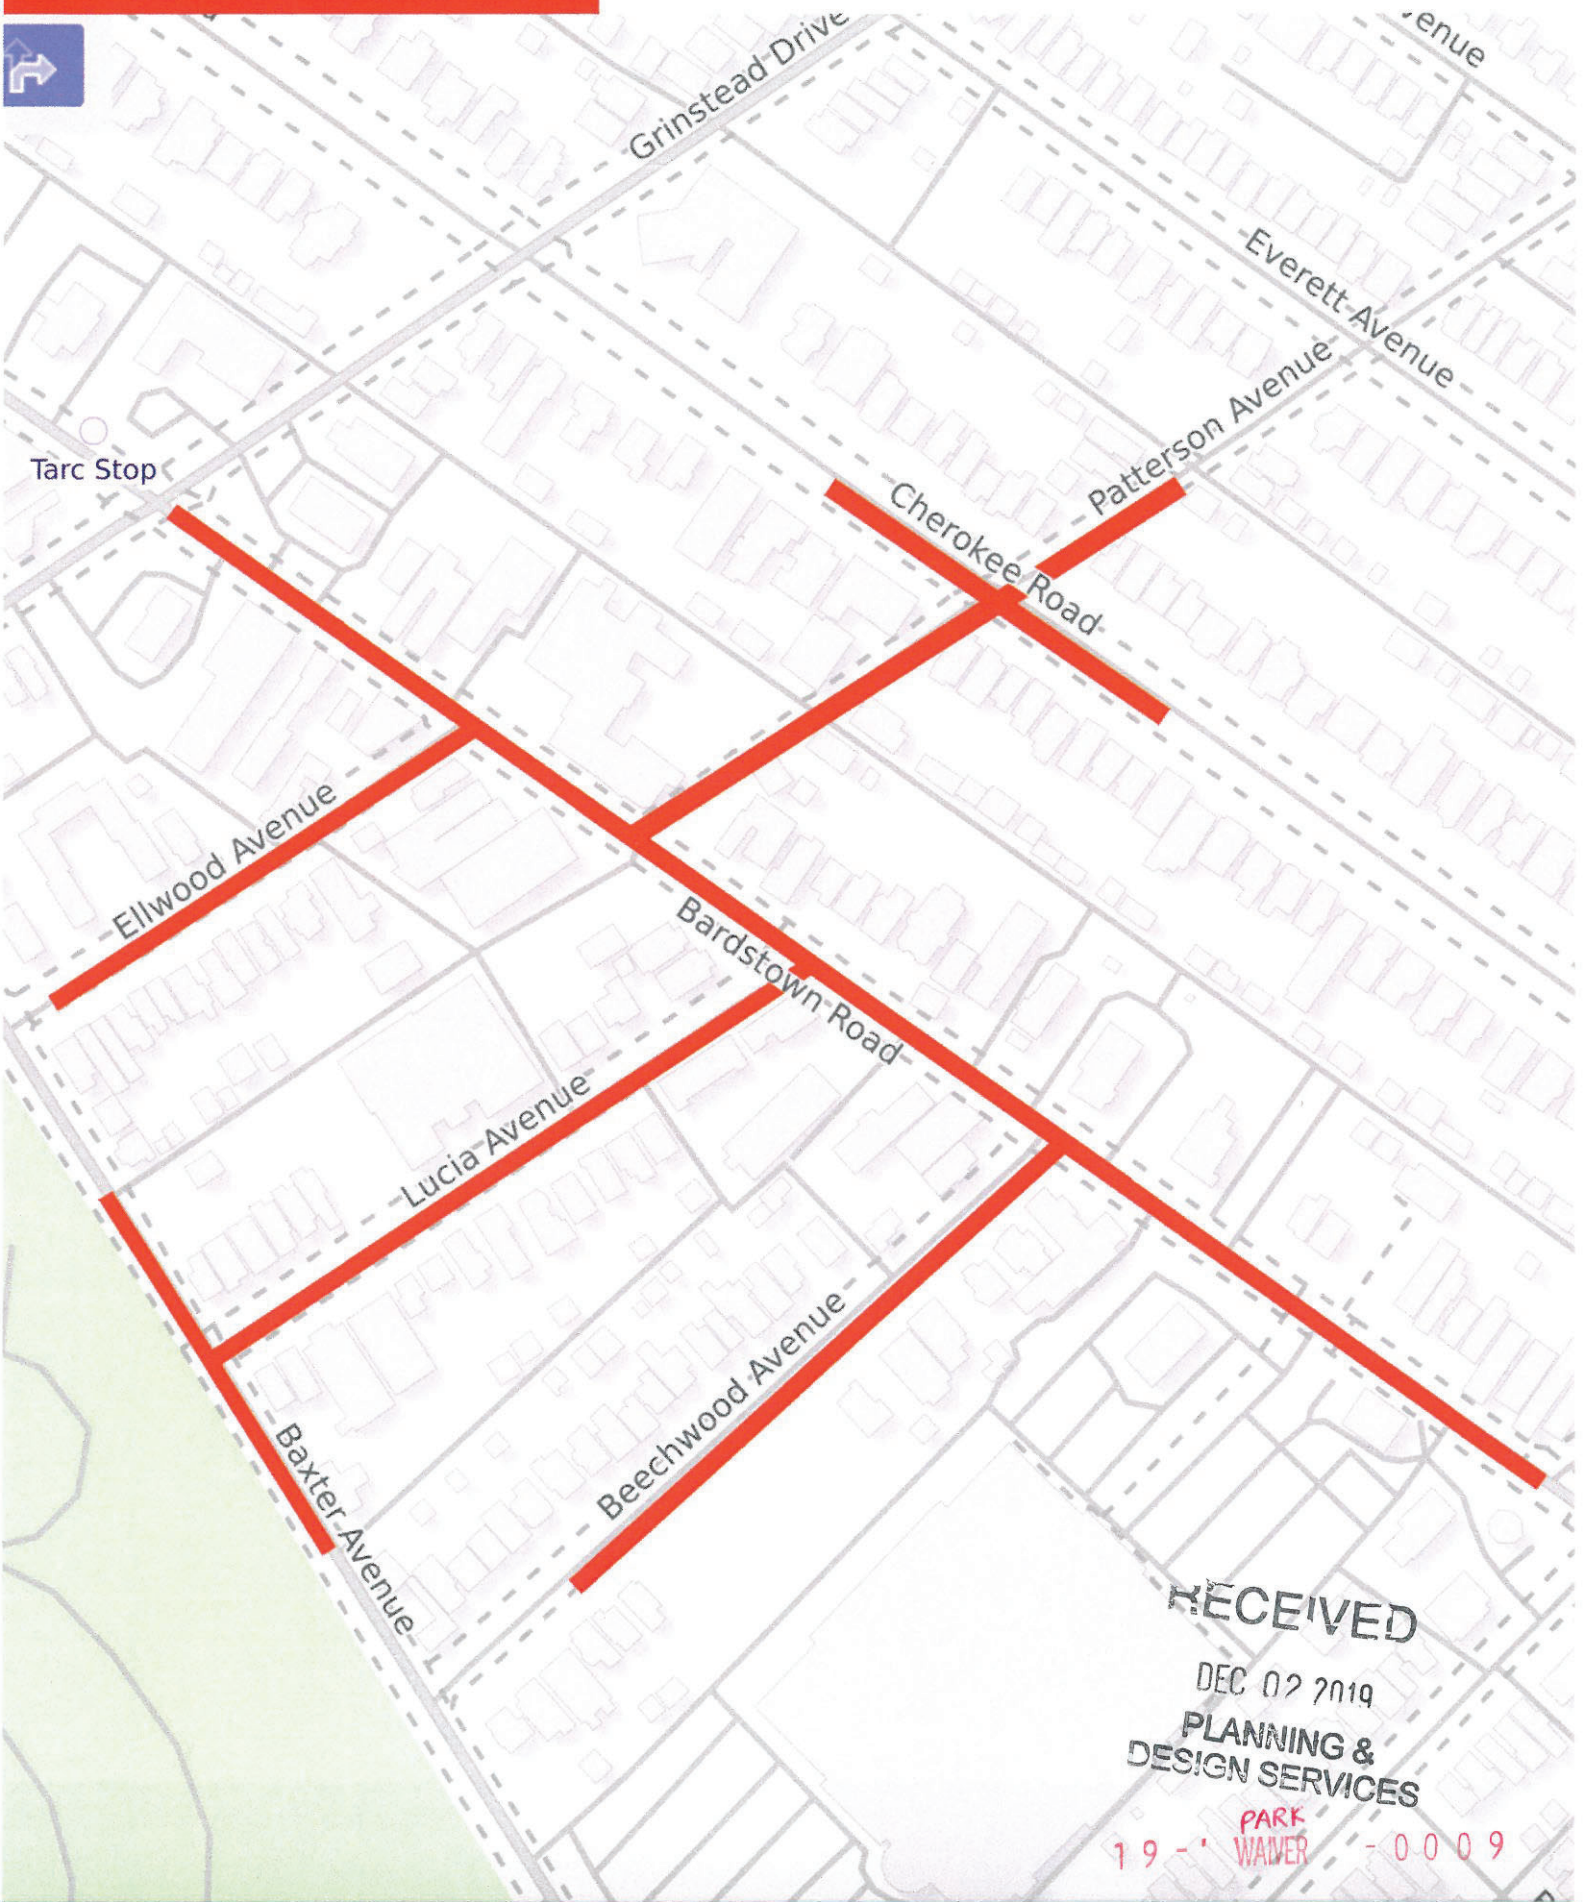 Grinstead Drive
venue
Everett Avenue
Tarc Stop
Patterson Avenue
Cherokee Road
Ellwood Avenue
Bardstown Road
Lucia Avenue
Beechwood Avenue
Baxter Avenue
RECEIVED
DEC 02 2019
PLANNING &
DESIGN SERVICES
PARK
19-' WAIVER -0009